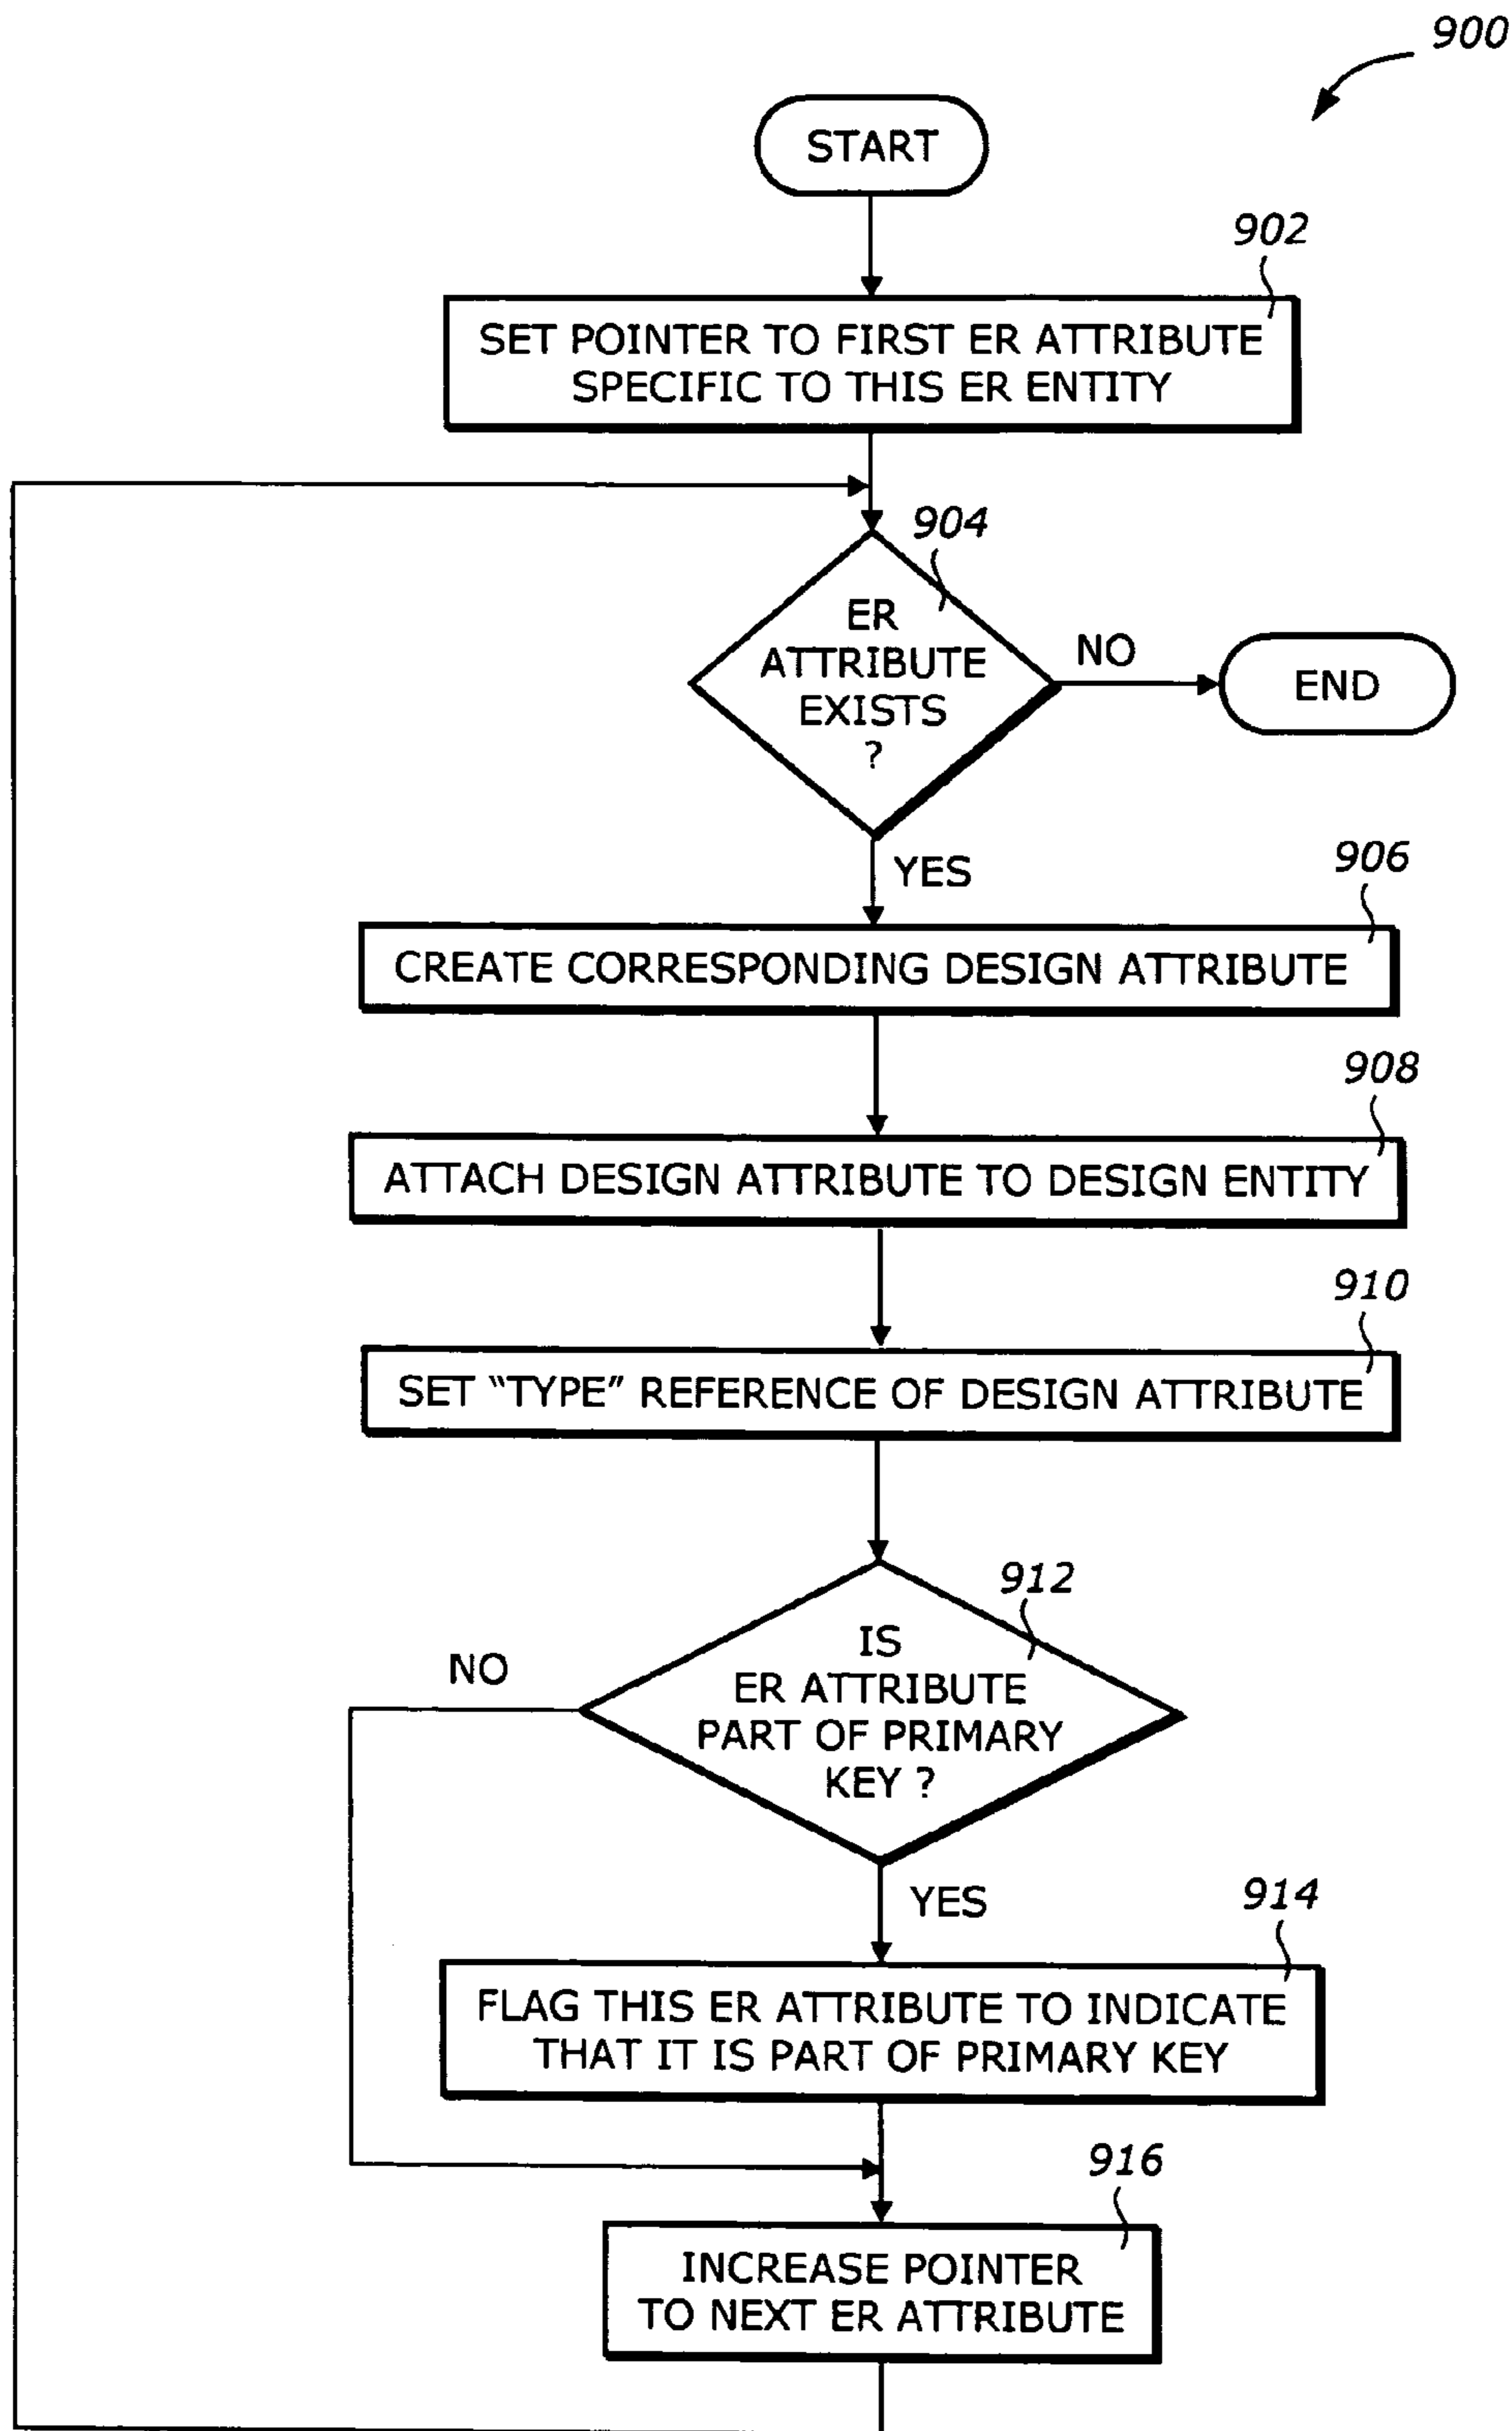 900
START
902
SET POINTER TO FIRST ER ATTRIBUTE
SPECIFIC TO THIS ER ENTITY
904
ER
ATTRIBUTE
EXISTS
?
NO
END
YES
906
CREATE CORRESPONDING DESIGN ATTRIBUTE
908
ATTACH DESIGN ATTRIBUTE TO DESIGN ENTITY
910
SET “TYPE” REFERENCE OF DESIGN ATTRIBUTE
912
IS
ER ATTRIBUTE
PART OF PRIMARY
KEY ?
NO
YES
914
FLAG THIS ER ATTRIBUTE TO INDICATE
THAT IT IS PART OF PRIMARY KEY
916
INCREASE POINTER
TO NEXT ER ATTRIBUTE